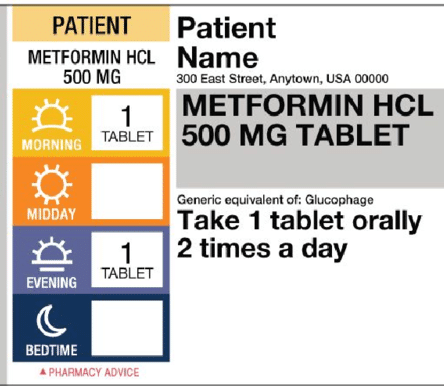 PATIENT
METFORMIN HCL
500 MG
MORNING
1
TABLET
MIDDAY
EVENING
1
TABLET
BEDTIME
▲ PHARMACY ADVICE
Patient
Name
300 East Street, Anytown, USA 00000
METFORMIN HCL
500 MG TABLET
Generic equivalent of: Glucophage
Take 1 tablet orally
2 times a day